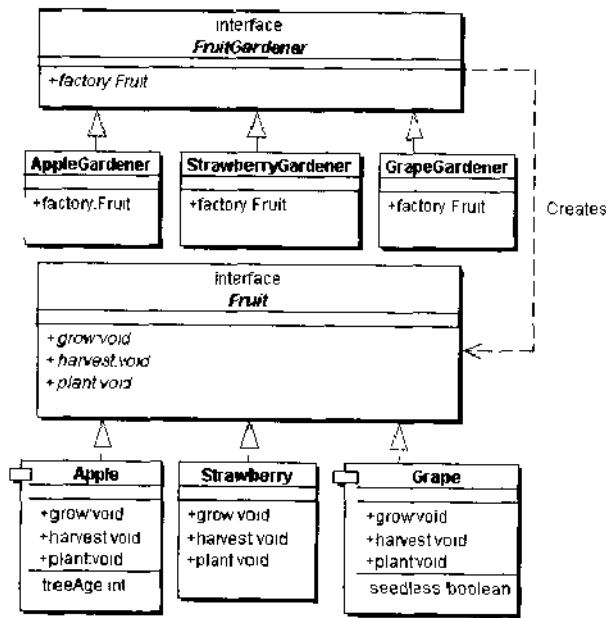 interface
FruitGardener
+factory Fruit
AppleGardener
+factory.Fruit
StrawberryGardener
+factory Fruit
GrapeGardener
+factory Fruit
Creates
interface
Fruit
+grow:void
+harvest.void
+plant.void
Apple
+grow:void
+harvest:void
+plant:void
treeAge int
Strawberry
+grow void
+harvest void
+plant void
Grape
+grow void
+harvest void
+plant void
seedless boolean